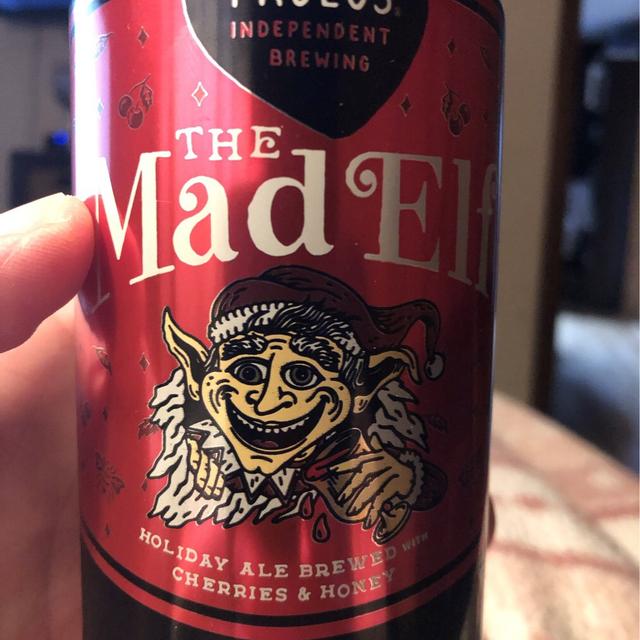 INDEPENDENT
BREWING
THE
Mad Elf
HOLIDAY ALE BREWED WITH
CHERRIES & HONEY